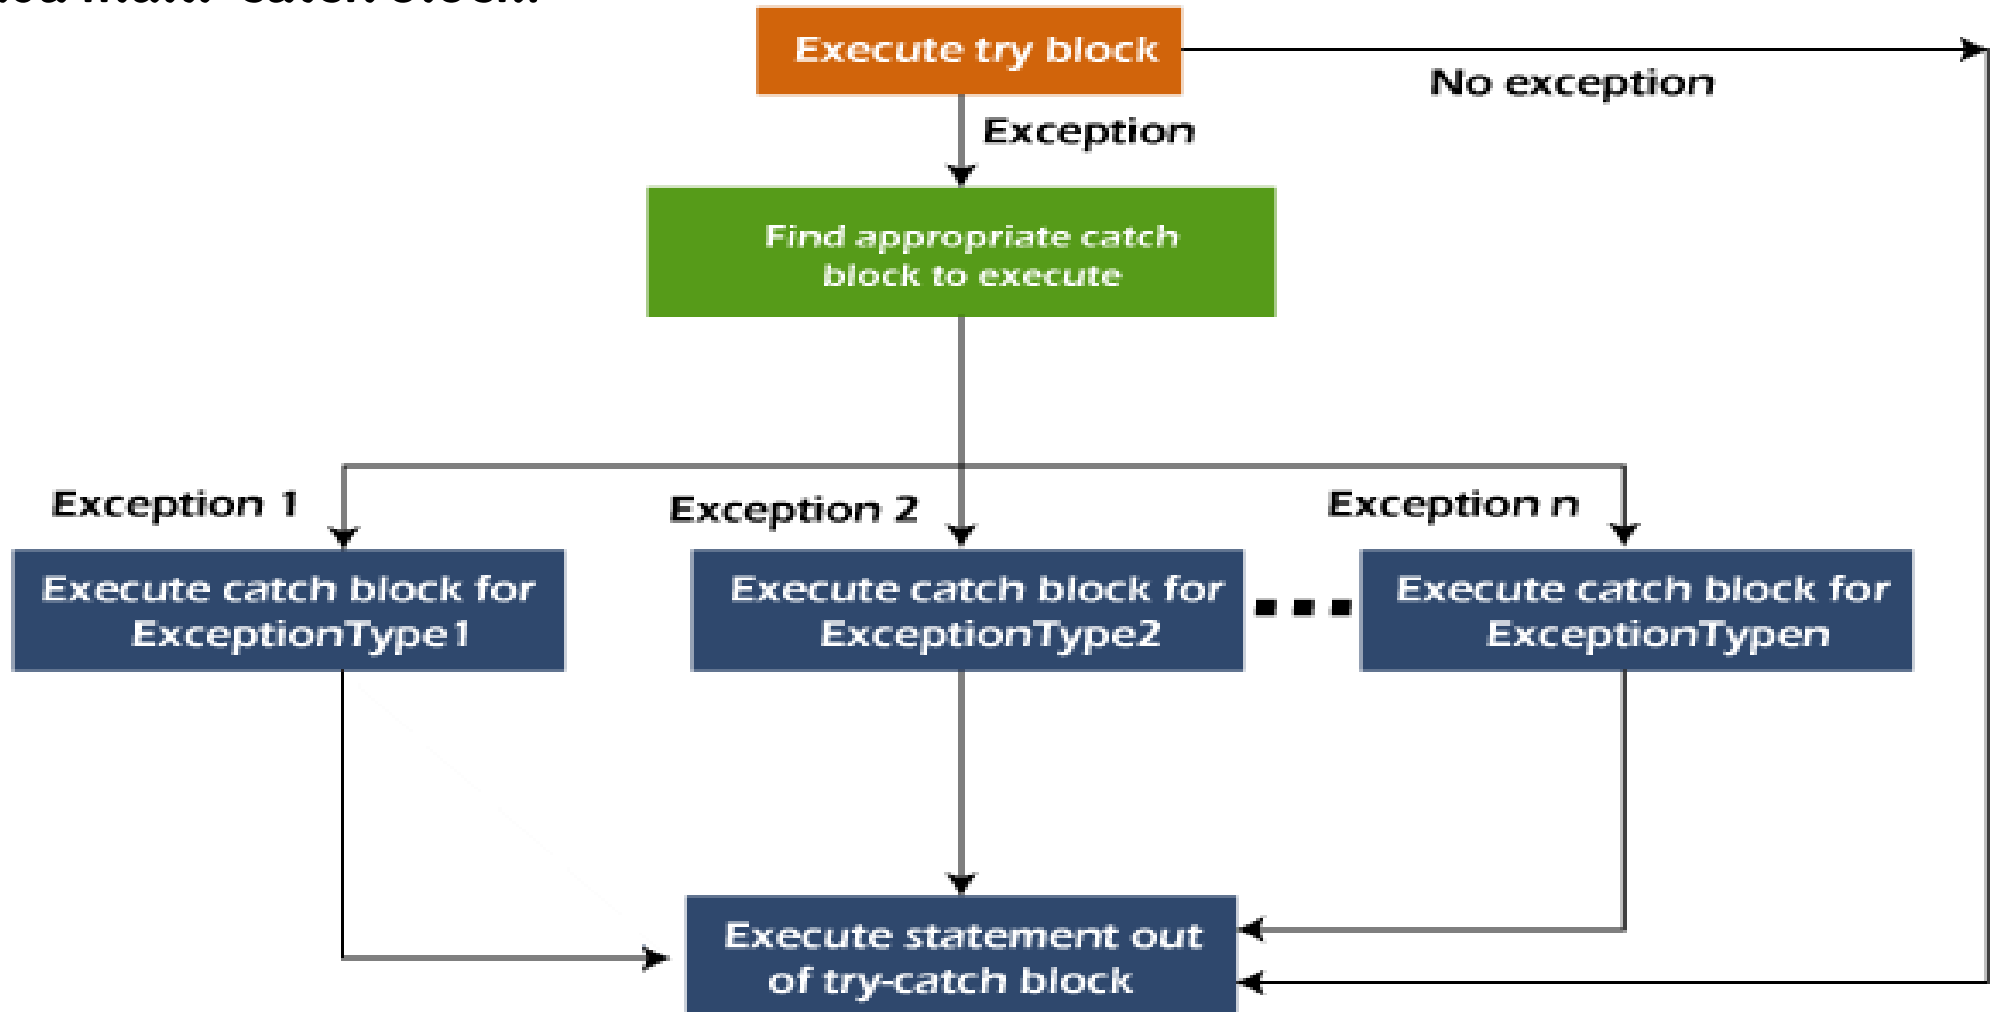 catch block.
Execute try block
No exception
Exception
Find appropriate catch
block to execute
Exception 1
Exception 2
Exception n
Execute catch block for
ExceptionType1
Execute catch block for
ExceptionType2
Execute catch block for
ExceptionTypen
Execute statement out
of try-catch block